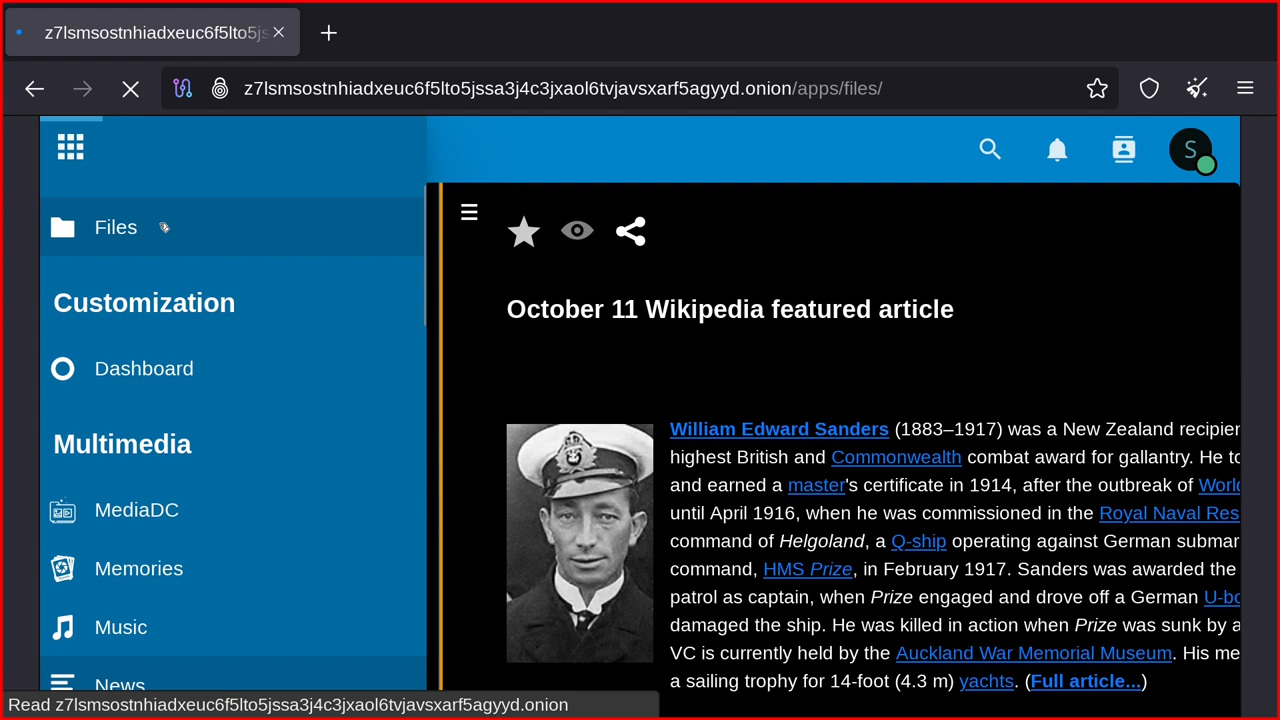 z7lsmsostnhiadxeuc6f5lto5js
z7lsmsostnhiadxeuc6f5lto5jssa3j4c3jxaol6tvjavsxarf5agyyd.onion/apps/files/
S
Files
Customization
Dashboard
Multimedia
MediaDC
Memories
Music
News
October 11 Wikipedia featured article
William Edward Sanders (1883–1917) was a New Zealand recipien
highest British and Commonwealth combat award for gallantry. He to
and earned a master's certificate in 1914, after the outbreak of World
until April 1916, when he was commissioned in the Royal Naval Res
command of Helgoland, a Q-ship operating against German submar
command, HMS Prize, in February 1917. Sanders was awarded the
patrol as captain, when Prize engaged and drove off a German U-bo
damaged the ship. He was killed in action when Prize was sunk by a
VC is currently held by the Auckland War Memorial Museum. His me
a sailing trophy for 14-foot (4.3 m) yachts. (Full article...)
Read z7lsmsostnhiadxeuc6f5lto5jssa3j4c3jxaol6tvjavsxarf5agyyd.onion